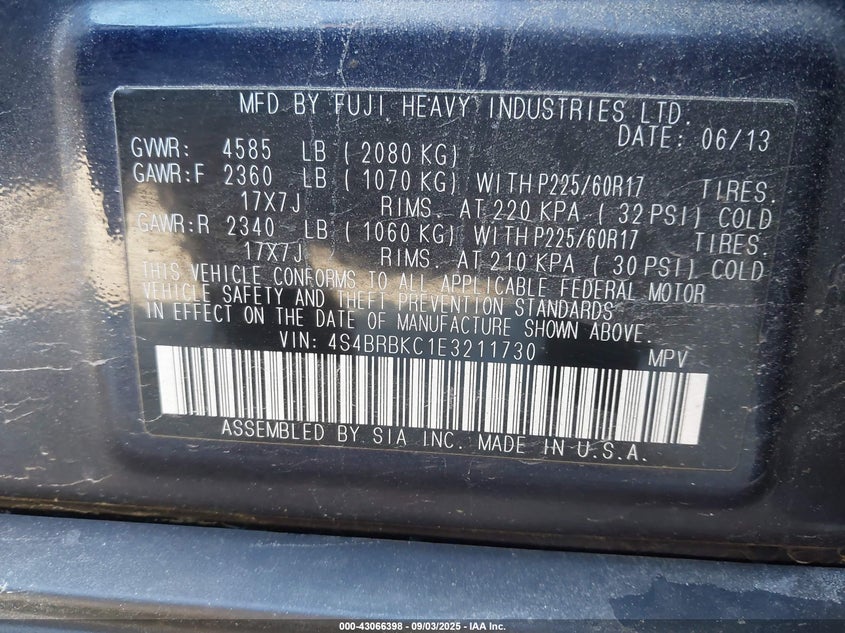 MFD. BY FUJI HEAVY INDUSTRIES LTD.
DATE: 06/13
GVWR: 4585 LB ( 2080 KG)
GAWR:F 2360 LB ( 1070 KG) WITH P225/60R17 TIRES.
17X7J RIMS. AT 220 KPA ( 32 PSI) COLD
GAWR:R 2340 LB ( 1060 KG) WITH P225/60R17 TIRES.
17X7J RIMS. AT 210 KPA ( 30 PSI) COLD
THIS VEHICLE CONFORMS TO ALL APPLICABLE FEDERAL MOTOR
VEHICLE SAFETY AND THEFT PREVENTION STANDARDS
IN EFFECT ON THE DATE OF MANUFACTURE SHOWN ABOVE.
VIN: 4S4BRBKC1E3211730 MPV
ASSEMBLED BY SIA INC. MADE IN U.S.A.
000-43066398 - 09/03/2025 - IAA Inc.